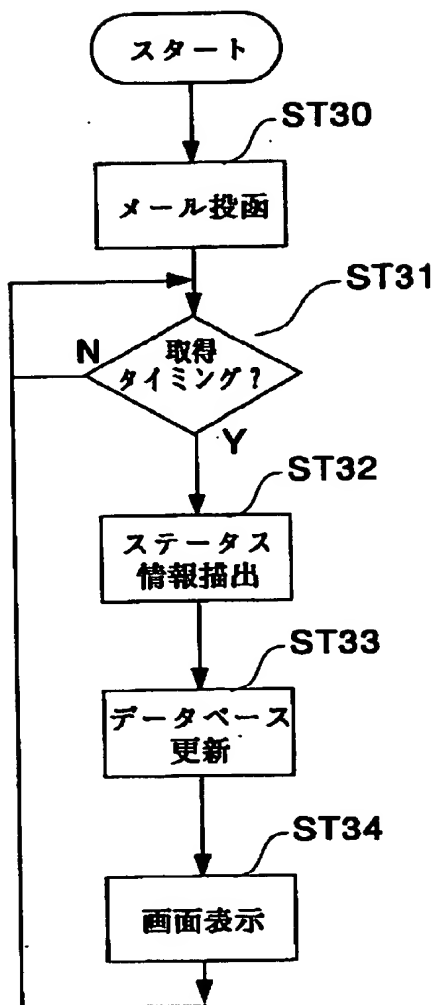 スタート
ST30
メール投函
ST31
取得
タイミング？
N
Y
ST32
ステータス
情報描出
ST33
データベース
更新
ST34
画面表示